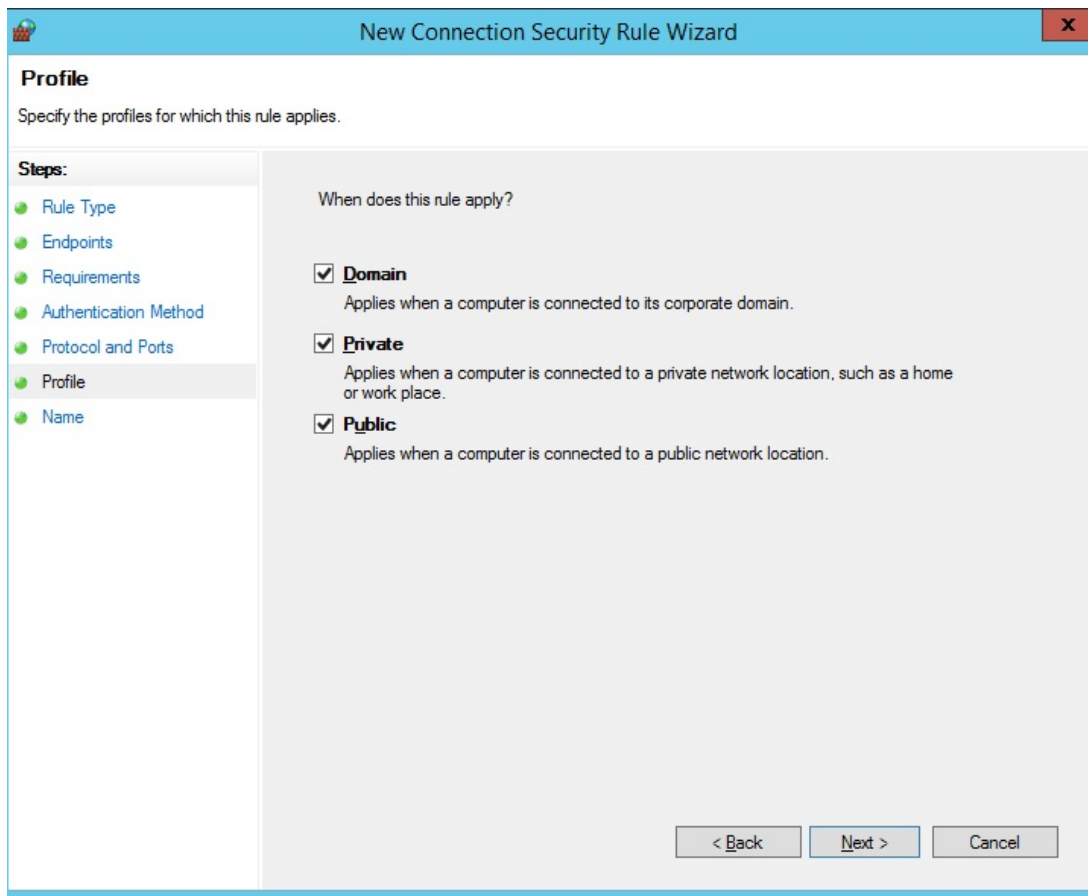 New Connection Security Rule Wizard
x
Profile
Specify the profiles for which this rule applies.
Steps:
Rule Type
Endpoints
Requirements
Authentication Method
Protocol and Ports
Profile
Name
When does this rule apply?
Domain
Applies when a computer is connected to its corporate domain.
Private
Applies when a computer is connected to a private network location, such as a home
or work place.
Public
Applies when a computer is connected to a public network location.
< Back
Next >
Cancel